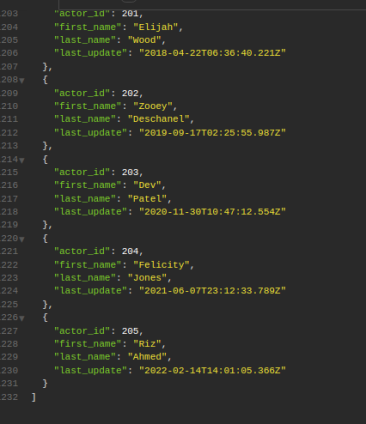 203 "actor_id": 201,
204 "first_name": "Elijah",
205 "last_name": "Wood",
206 "last_update": "2018-04-22T06:36:40.221Z"
207 },
208 {
209 "actor_id": 202,
210 "first_name": "Zooey",
211 "last_name": "Deschanel",
212 "last_update": "2019-09-17T02:25:55.987Z"
213 },
214 {
215 "actor_id": 203,
216 "first_name": "Dev",
217 "last_name": "Patel",
218 "last_update": "2020-11-30T10:47:12.554Z"
219 },
220 {
221 "actor_id": 204,
222 "first_name": "Felicity",
223 "last_name": "Jones",
224 "last_update": "2021-06-07T23:12:33.789Z"
225 },
226 {
227 "actor_id": 205,
228 "first_name": "Riz",
229 "last_name": "Ahmed",
230 "last_update": "2022-02-14T14:01:05.366Z"
231 }
232 ]